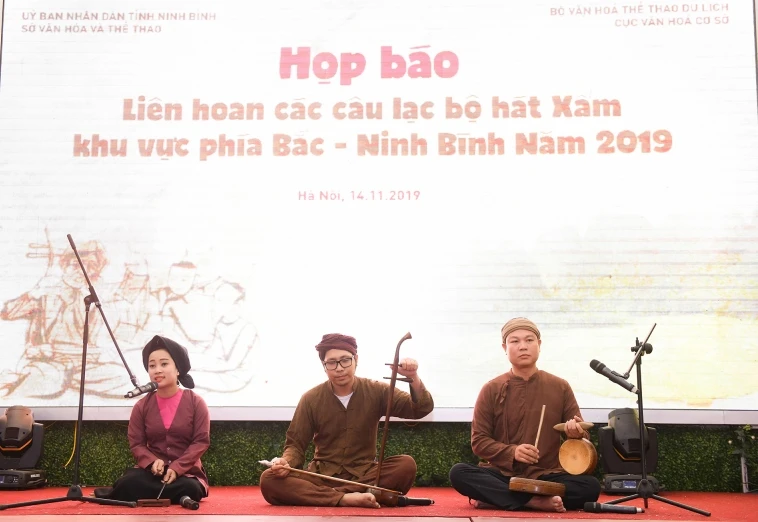 ỦY BAN NHÂN DÂN TỈNH NINH BÌNH
SỞ VĂN HÓA VÀ THỂ THAO
BỘ VĂN HÓA THỂ THAO DU LỊCH
CỤC VĂN HÓA CƠ SỞ
Họp báo
Liên hoan các câu lạc bộ hát Xẩm
khu vực phía Bắc - Ninh Bình Năm 2019
Hà Nội, 14.11.2019